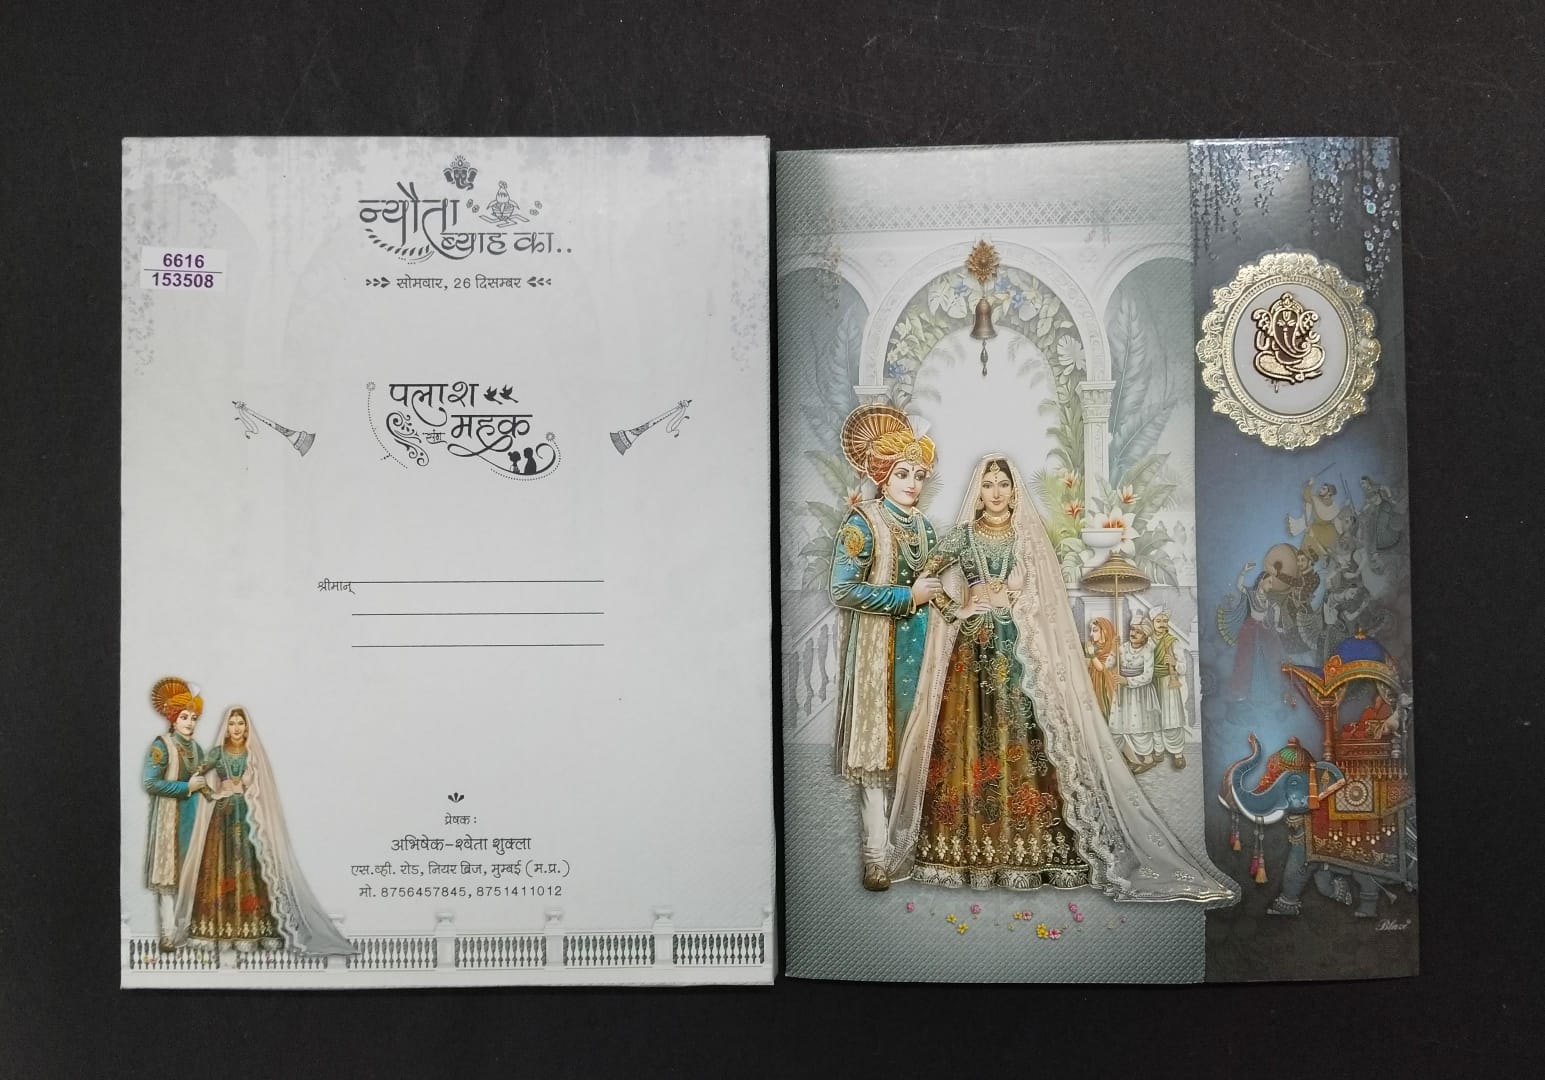 न्यौता
ब्याह का..
सोमवार, 26 दिसम्बर
6616
153508
पलाश
संग महक
श्रीमान्
प्रेषक :
अभिषेक-श्वेता शुक्ला
एस.व्ही. रोड, नियर ब्रिज, मुम्बई (म.प्र.)
मो. 8756457845, 8751411012
Blaze